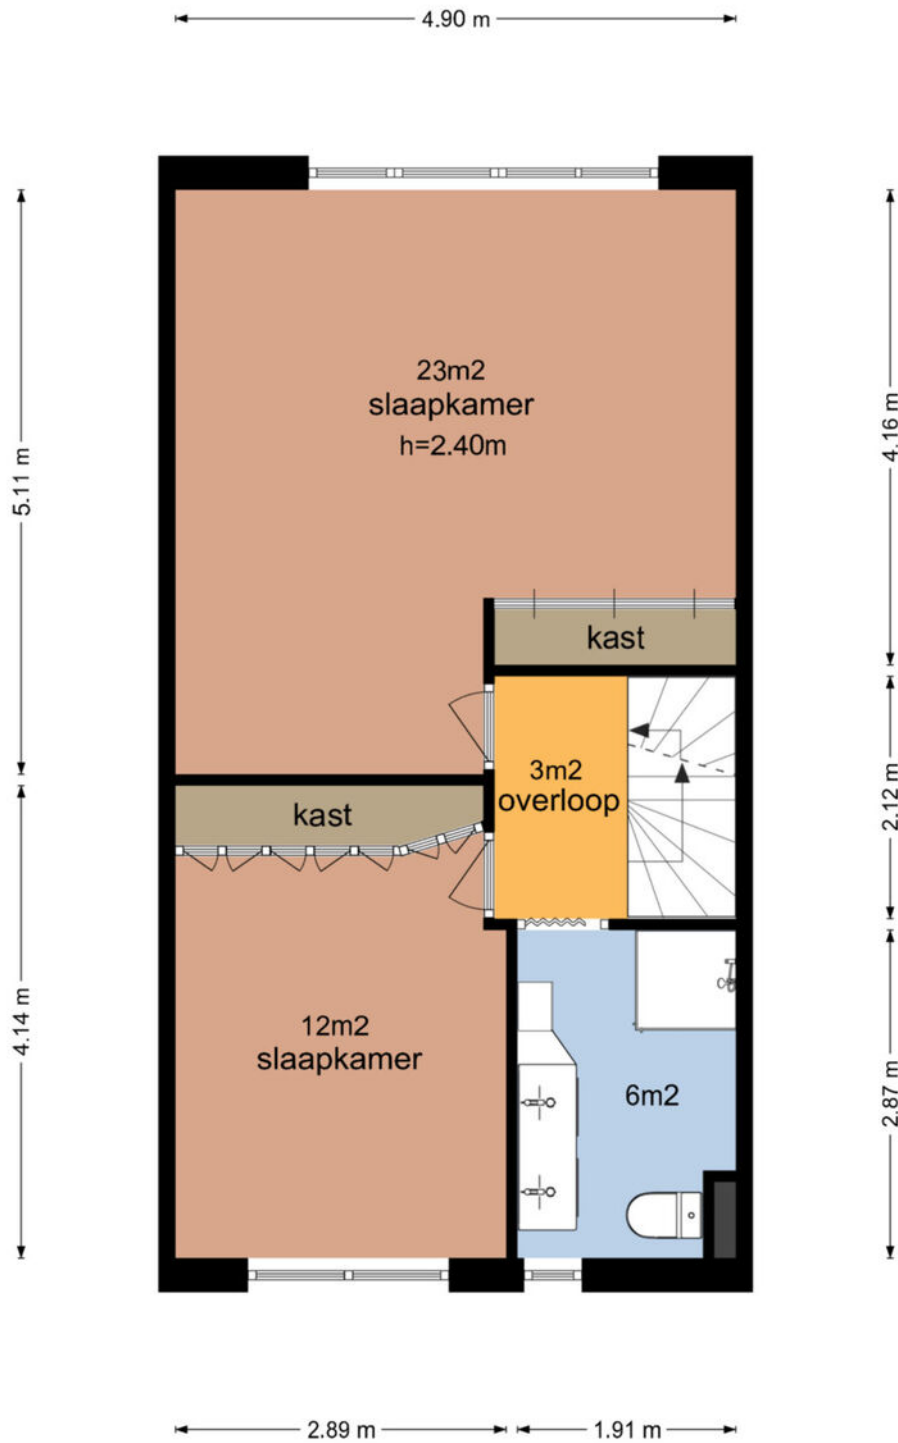 4.90 m
23m2
slaapkamer
h=2.40m
5.11 m
4.16 m
kast
3m2
overloop
2.12 m
kast
12m2
slaapkamer
4.14 m
6m2
2.87 m
2.89 m
1.91 m